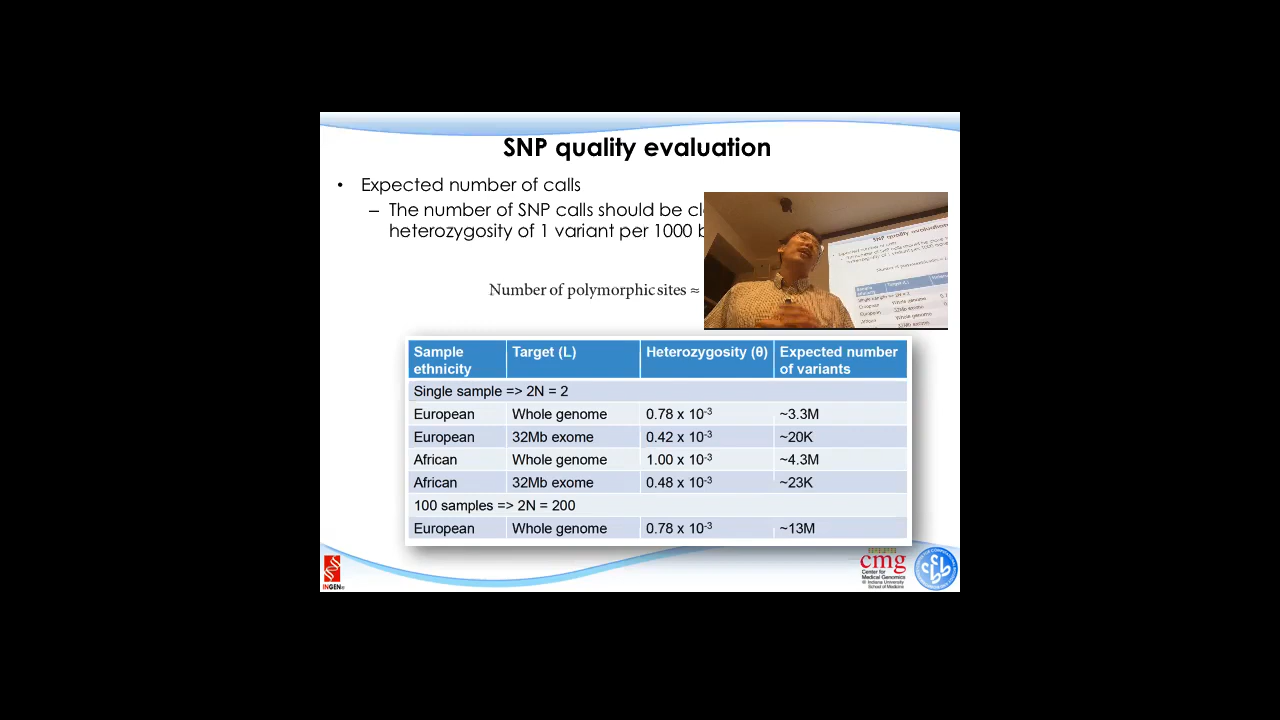 SNP quality evaluation
• Expected number of calls
– The number of SNP calls should be
heterozygosity of 1 variant per 1000
Number of polymorphic sites ≈
SNP quality evaluation
Sample ethnicity Target (L) Heterozygosity (θ) Expected number of variants
Single sample => 2N = 2
European Whole genome 0.78 x 10-3 ~3.3M
European 32Mb exome 0.42 x 10-3 ~20K
African Whole genome 1.00 x 10-3 ~4.3M
African 32Mb exome 0.48 x 10-3 ~23K
100 samples => 2N = 200
European Whole genome 0.78 x 10-3 ~13M
INGEN
cmg
Center for
Medical Genomics
Indiana University
School of Medicine